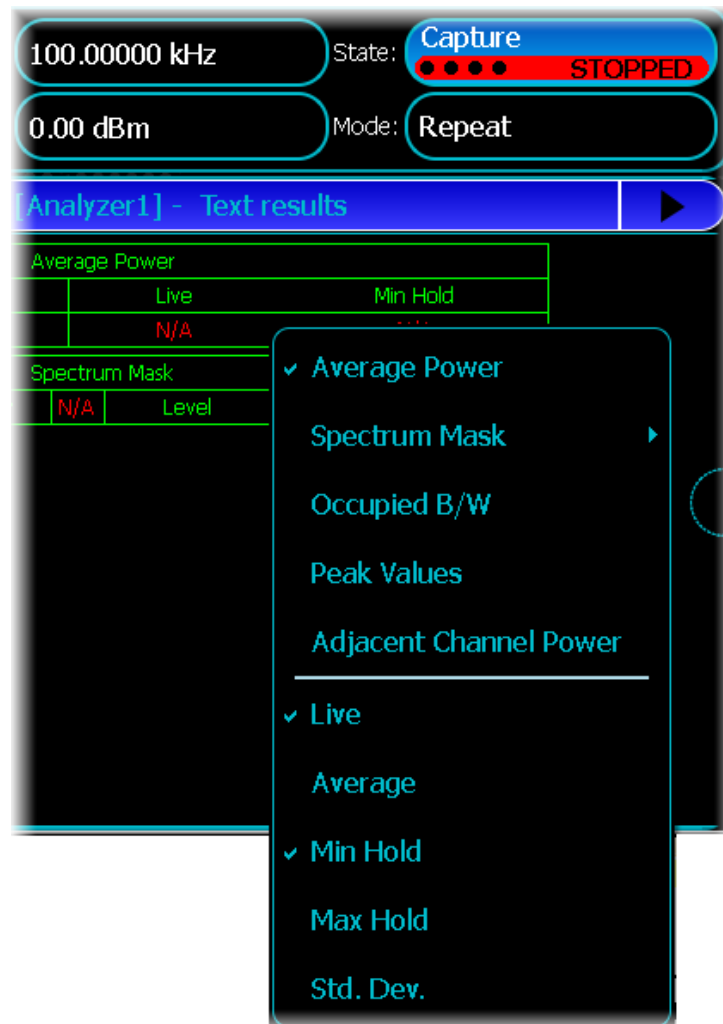 100.00000 kHz State: Capture
STOPPED
0.00 dBm Mode: Repeat
[Analyzer1] - Text results
Average Power
Live Min Hold
N/A
Spectrum Mask
N/A Level
Average Power
Spectrum Mask
Occupied B/W
Peak Values
Adjacent Channel Power
Live
Average
Min Hold
Max Hold
Std. Dev.